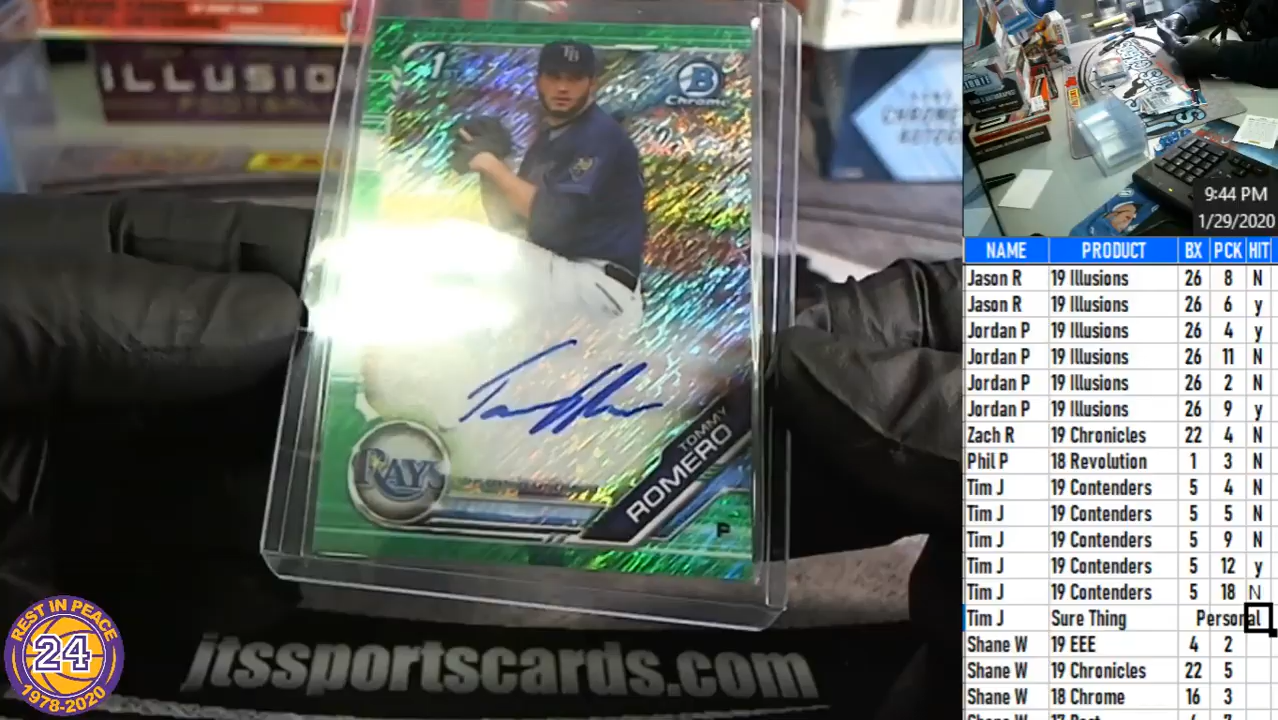 ILLUSIO
FOOTBALL
1ST
TB
B
Chrome
CHROME
RAYS
TOMMY
ROMERO
P
jtssportscards.com
REST IN PEACE
24
1978-2020
9:44 PM
1/29/2020
NAME PRODUCT BX PCK HIT
Jason R 19 Illusions 26 8 N
Jason R 19 Illusions 26 6 y
Jordan P 19 Illusions 26 4 y
Jordan P 19 Illusions 26 11 N
Jordan P 19 Illusions 26 2 N
Jordan P 19 Illusions 26 9 y
Zach R 19 Chronicles 22 4 N
Phil P 18 Revolution 1 3 N
Tim J 19 Contenders 5 4 N
Tim J 19 Contenders 5 5 N
Tim J 19 Contenders 5 9 N
Tim J 19 Contenders 5 12 y
Tim J 19 Contenders 5 18 N
Tim J Sure Thing Personal
Shane W 19 EEE 4 2
Shane W 19 Chronicles 22 5
Shane W 18 Chrome 16 3